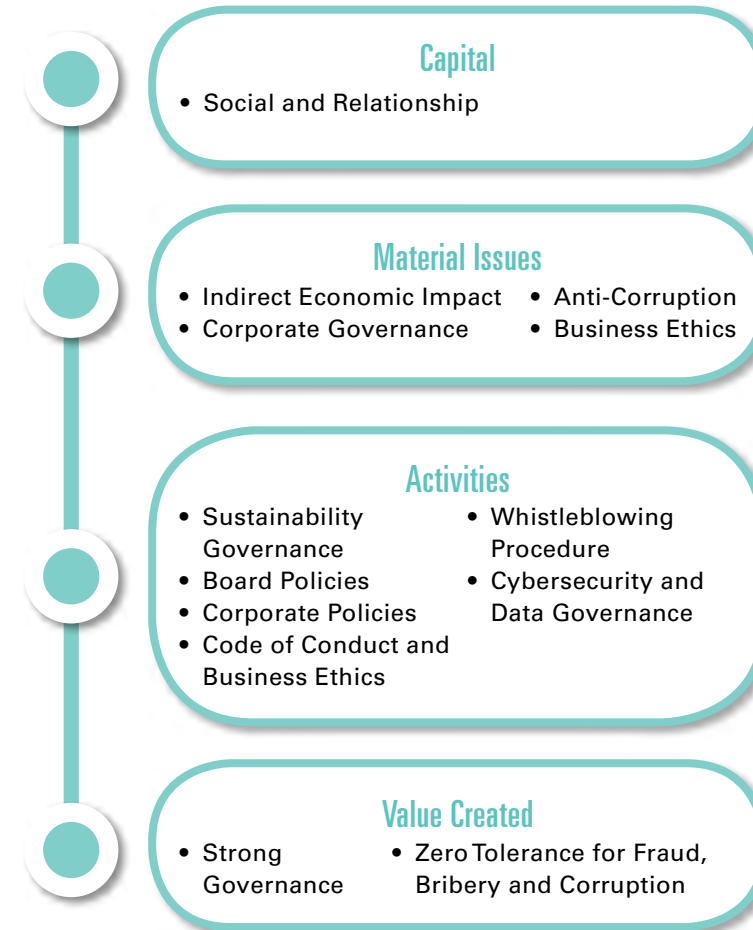 Capital
• Social and Relationship
Material Issues
• Indirect Economic Impact
• Corporate Governance
• Anti-Corruption
• Business Ethics
Activities
• Sustainability
Governance
• Board Policies
• Corporate Policies
• Code of Conduct and
Business Ethics
• Whistleblowing
Procedure
• Cybersecurity and
Data Governance
Value Created
• Strong
Governance
• Zero Tolerance for Fraud,
Bribery and Corruption